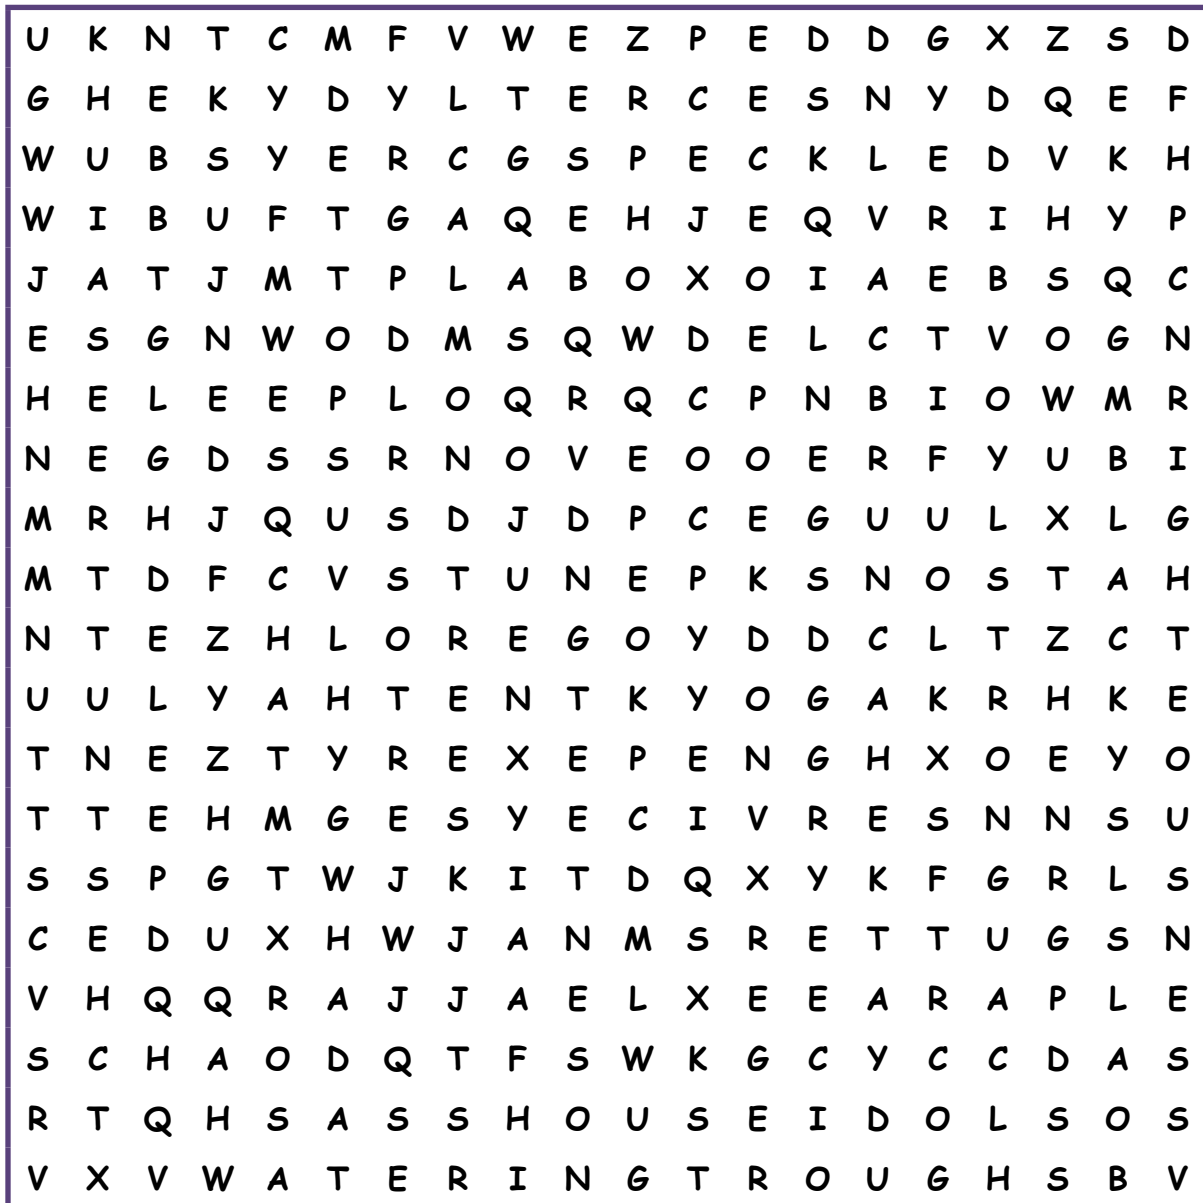 U K N T C M F V W E Z P E D D G X Z S D
G H E K Y D Y L T E R C E S N Y D Q E F
W U B S Y E R C G S P E C K L E D V K H
W I B U F T G A Q E H J E Q V R I H Y P
J A T J M T P L A B O X O I A E B S Q C
E S G N W O D M S Q W D E L C T V O G N
H E L E E P L O Q R Q C P N B I O W M R
N E G D S S R N O V E O O E R F Y U B I
M R H J Q U S D J D P C E G U U L X L G
M T D F C V S T U N E P K S N O S T A H
N T E Z H L O R E G O Y D D C L T Z C T
U U L Y A H T E N T K Y O G A K R H K E
T N E Z T Y R E X E P E N G H X O E Y O
T T E H M G E S Y E C I V R E S N N S U
S S P G T W J K I T D Q X Y K F G R L S
C E D U X H W J A N M S R E T T U G S N
V H Q Q R A J J A E L X E E A R A P L E
S C H A O D Q T F S W K G C Y C C D A S
R T Q H S A S S H O U S E I D O L S O S
V X V W A T E R I N G T R O U G H S B V